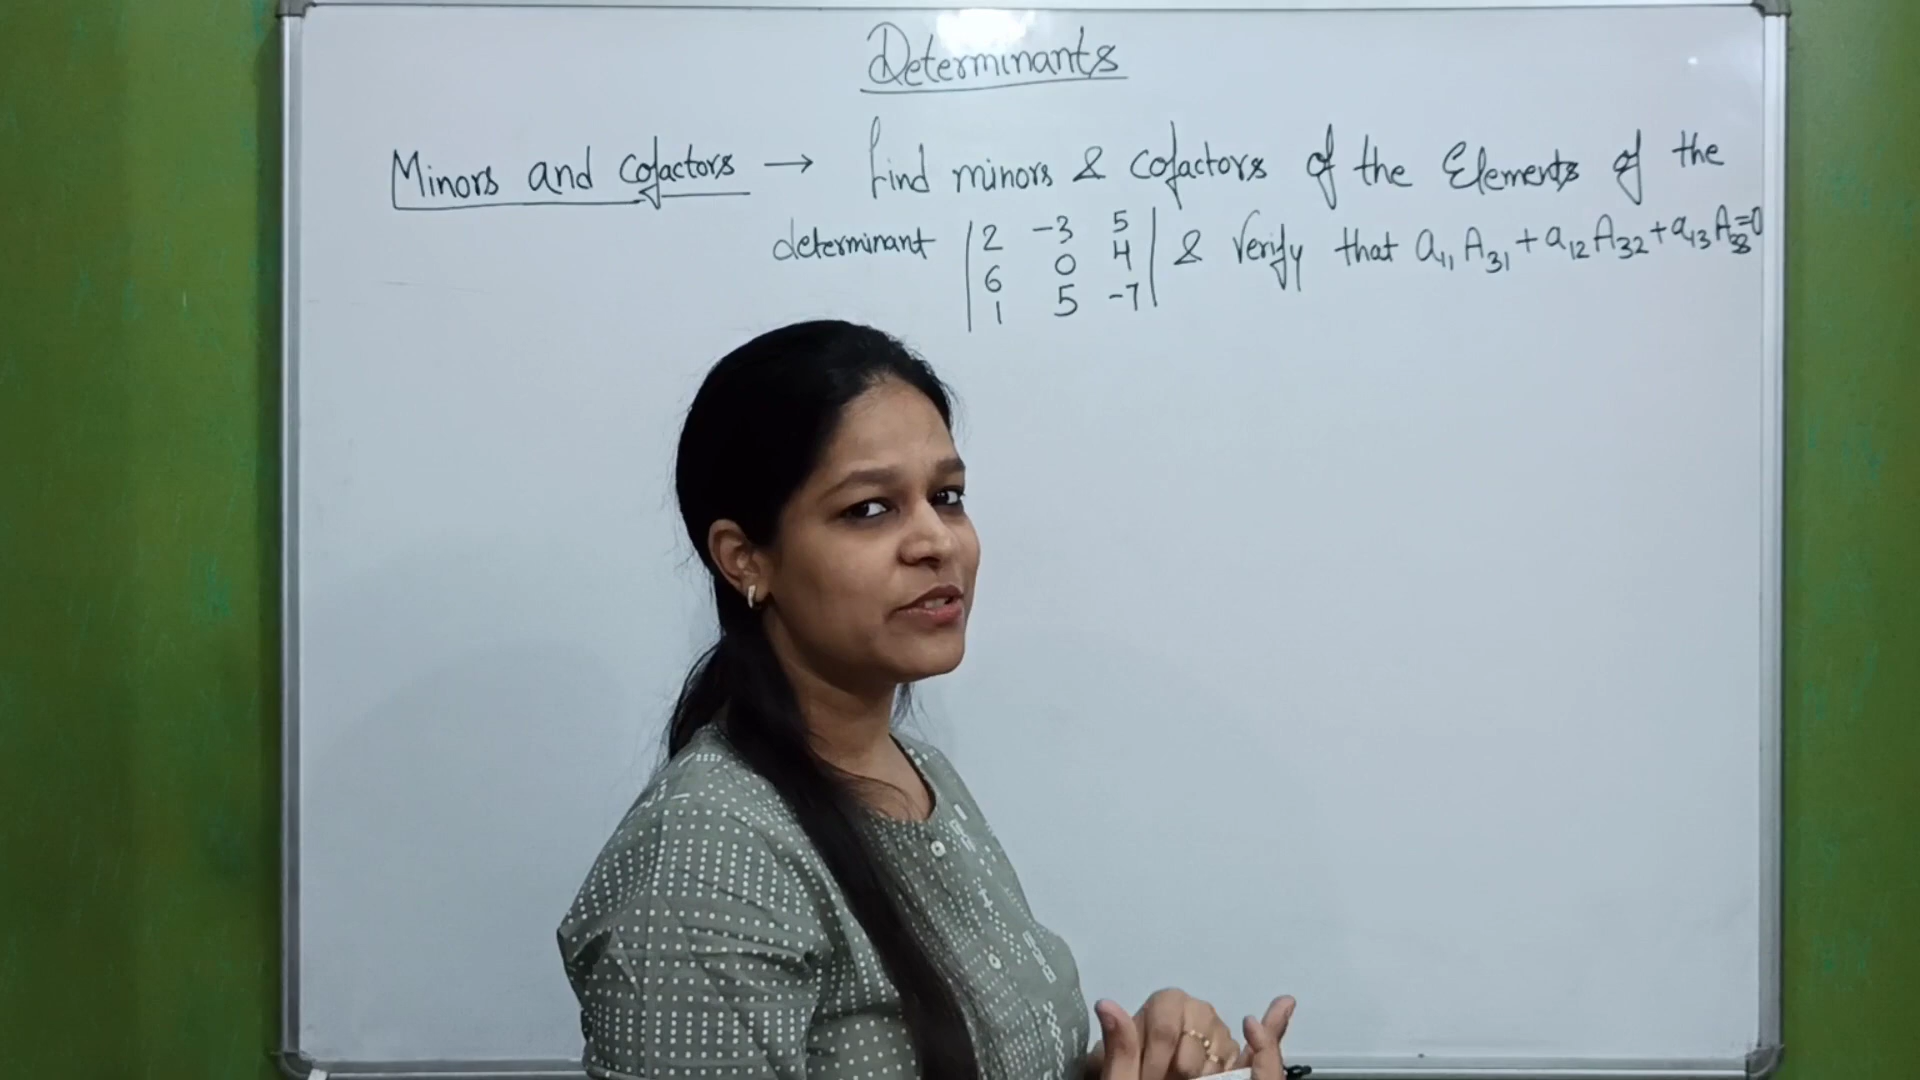 Determinants
Minors and Cofactors → find minors & Cofactors of the Elements of the
determinant | 2 -3 5 | & Verify that a₁₁ A₃₁ + a₁₂ A₃₂ + a₁₃ A₃₃ = 0
6 0 4
1 5 -7